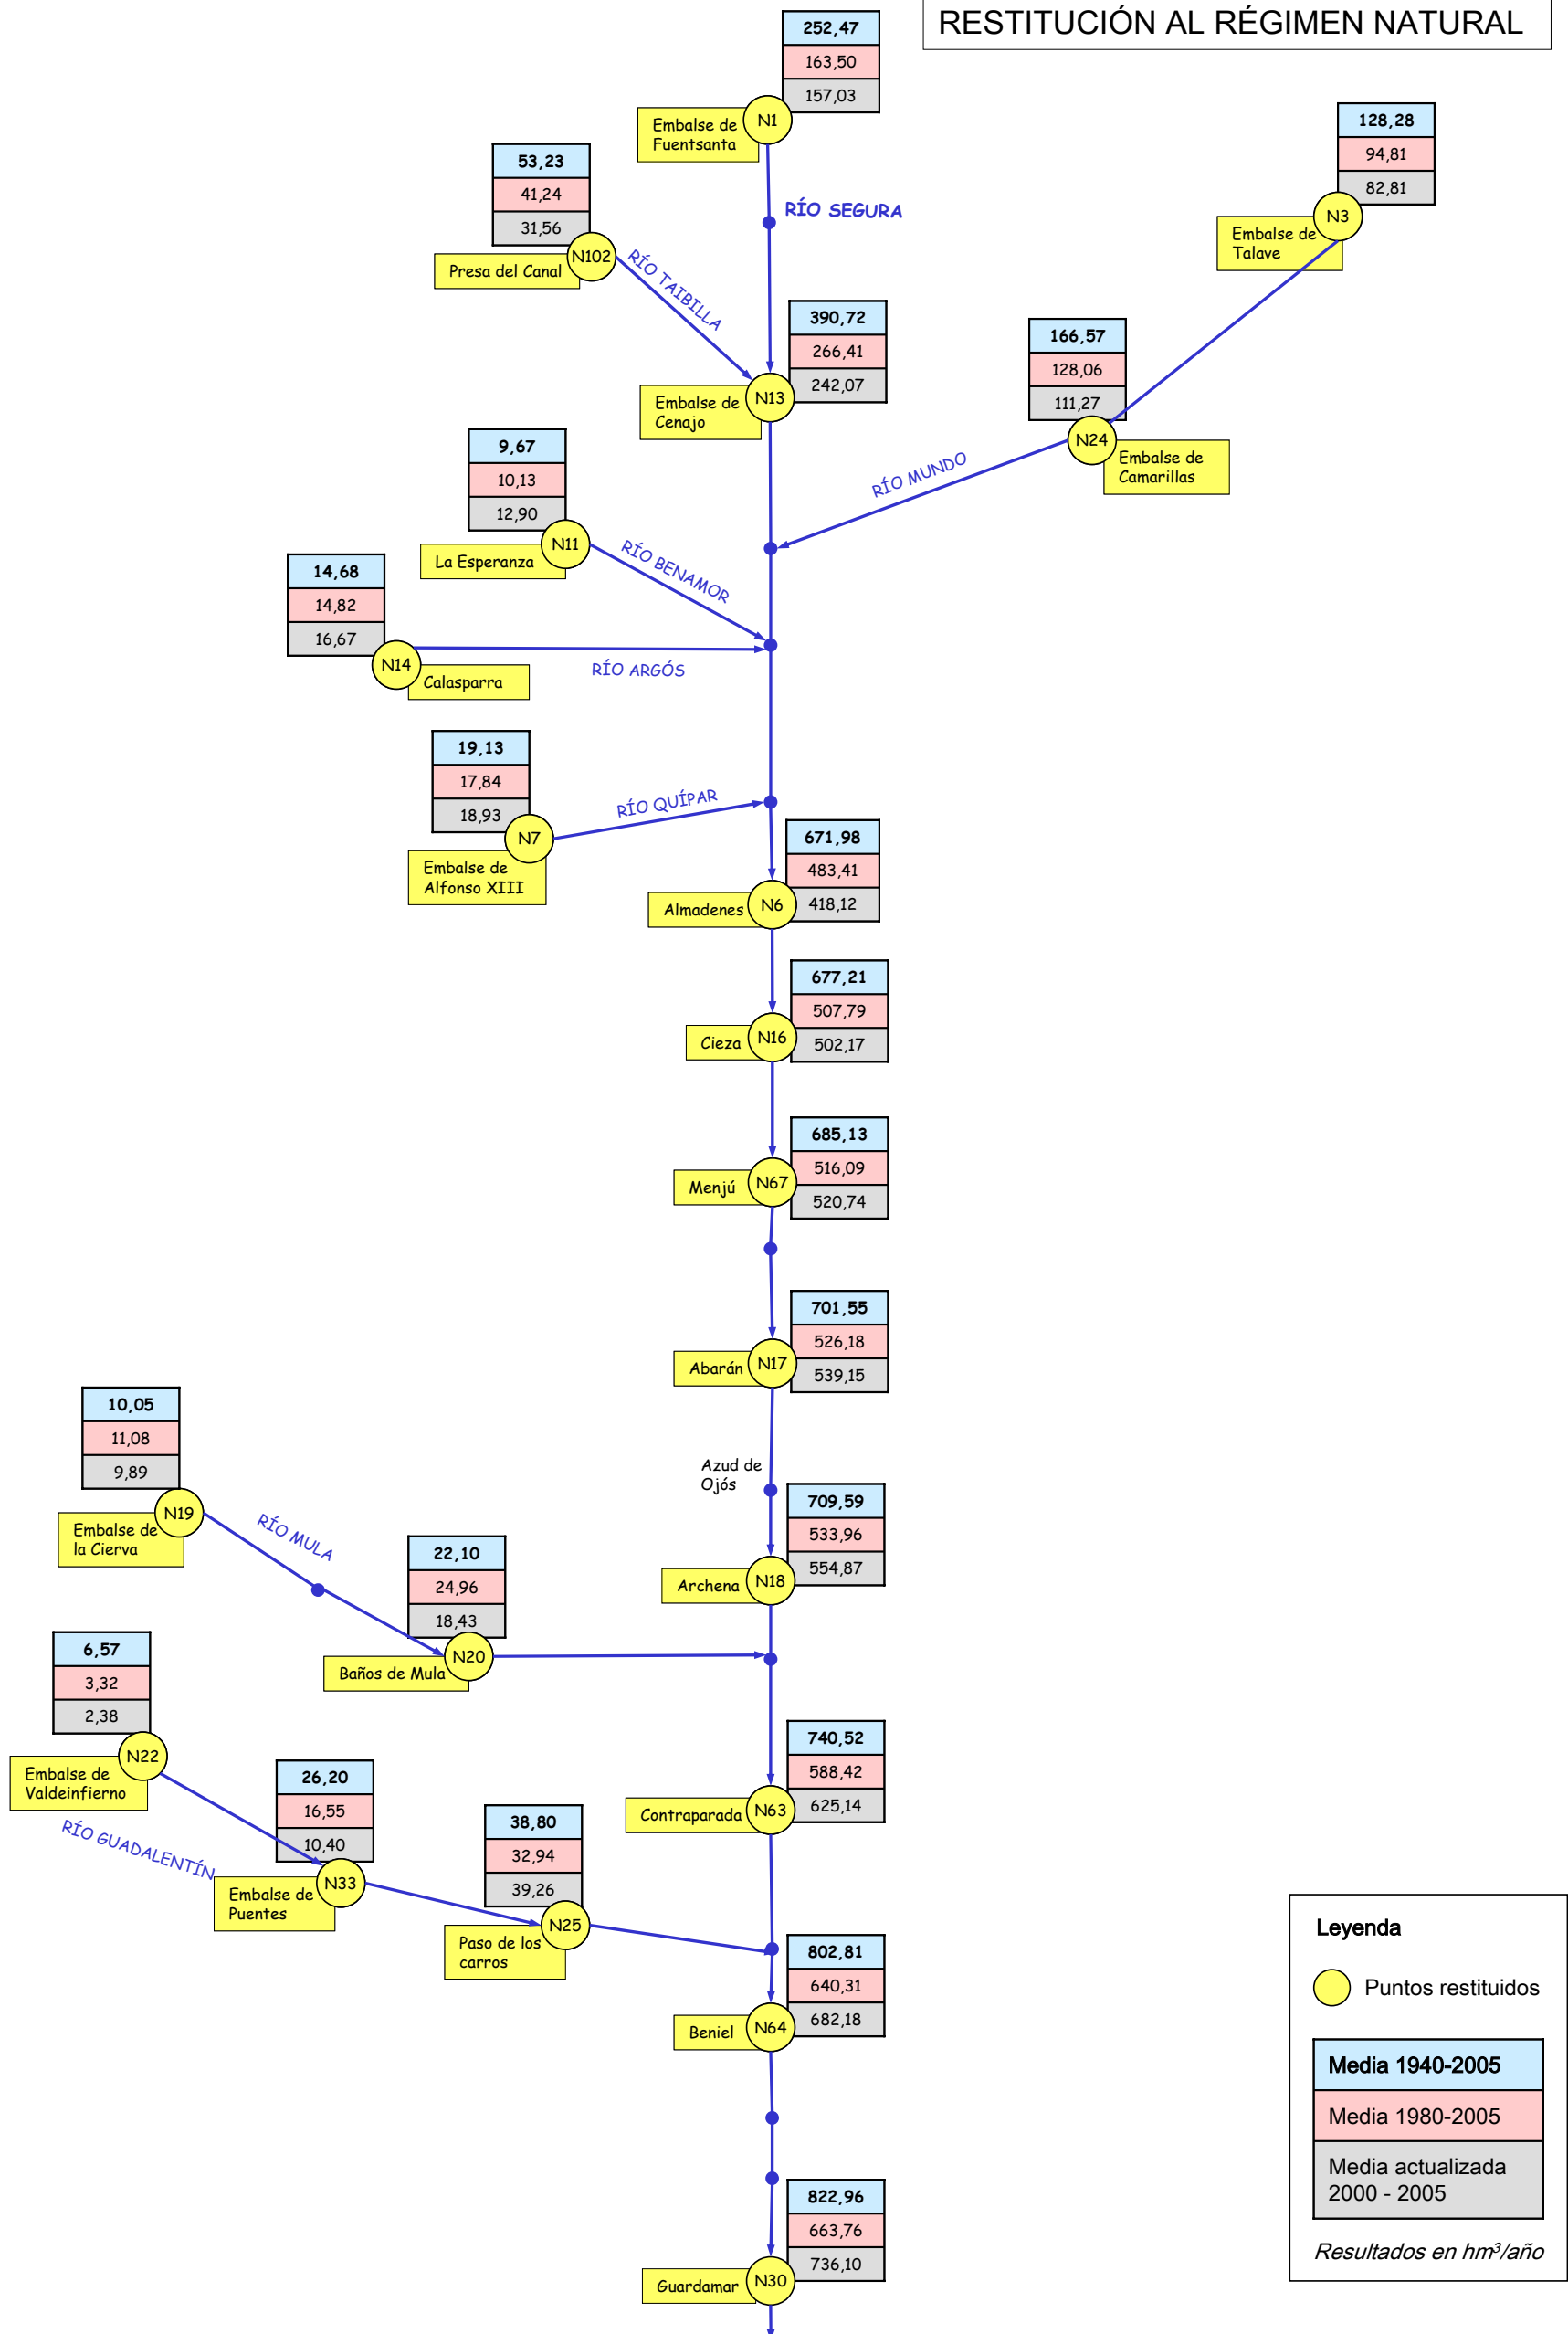 RESTITUCIÓN AL RÉGIMEN NATURAL
252,47
163,50
157,03
N1
Embalse de
Fuentsanta
128,28
94,81
82,81
N3
Embalse de
Talave
53,23
41,24
31,56
N102
Presa del Canal
RÍO SEGURA
RÍO TAIBILLA
390,72
266,41
242,07
N13
Embalse de
Cenajo
166,57
128,06
111,27
N24
Embalse de
Camarillas
RÍO MUNDO
9,67
10,13
12,90
N11
La Esperanza
RÍO BENAMOR
14,68
14,82
16,67
N14
Calasparra
RÍO ARGÓS
19,13
17,84
18,93
N7
Embalse de
Alfonso XIII
RÍO QUÍPAR
671,98
483,41
418,12
N6
Almadenes
677,21
507,79
502,17
N16
Cieza
685,13
516,09
520,74
N67
Menjú
701,55
526,18
539,15
N17
Abarán
10,05
11,08
9,89
N19
Embalse de
la Cierva
RÍO MULA
Azud de
Ojós
709,59
533,96
554,87
N18
Archena
22,10
24,96
18,43
N20
Baños de Mula
6,57
3,32
2,38
N22
Embalse de
Valdeinfierno
RÍO GUADALENTÍN
26,20
16,55
10,40
N33
Embalse de
Puentes
38,80
32,94
39,26
N25
Paso de los
carros
740,52
588,42
625,14
N63
Contraparada
802,81
640,31
682,18
N64
Beniel
822,96
663,76
736,10
N30
Guardamar
Leyenda
Puntos restituidos
Media 1940-2005
Media 1980-2005
Media actualizada
2000 - 2005
Resultados en hm³/año